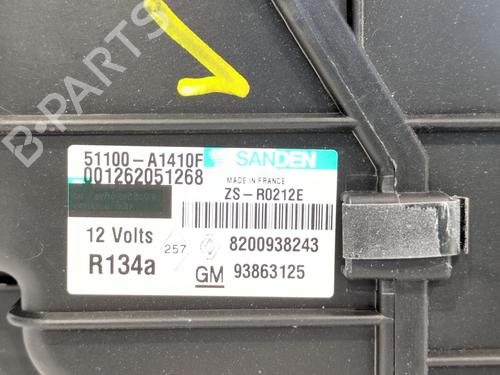 B-PARTS
51100-A1410F SANDEN
001262051268 MADE IN FRANCE
ZS-R0212E
12 Volts 257 8200938243
R134a GM 93863125